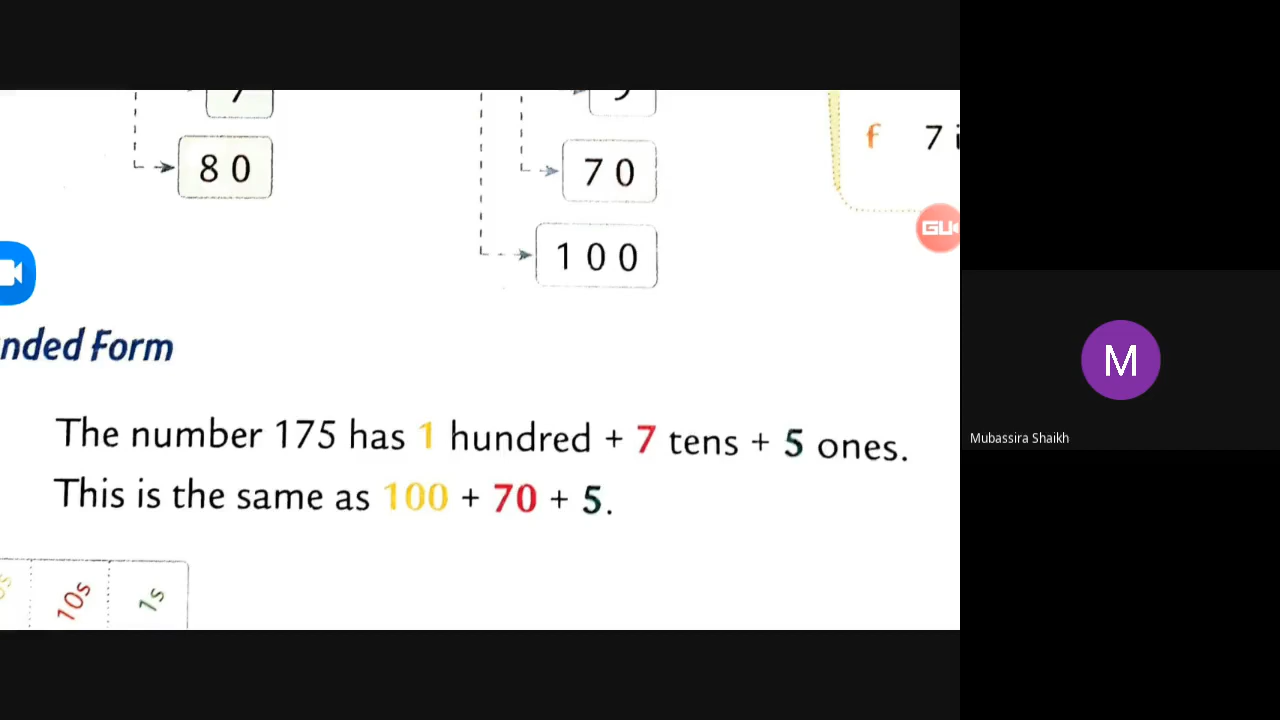 80
70
f 7
100
nded Form
The number 175 has 1 hundred + 7 tens + 5 ones.
This is the same as 100 + 70 + 5.
10s 1s
M
Mubassira Shaikh